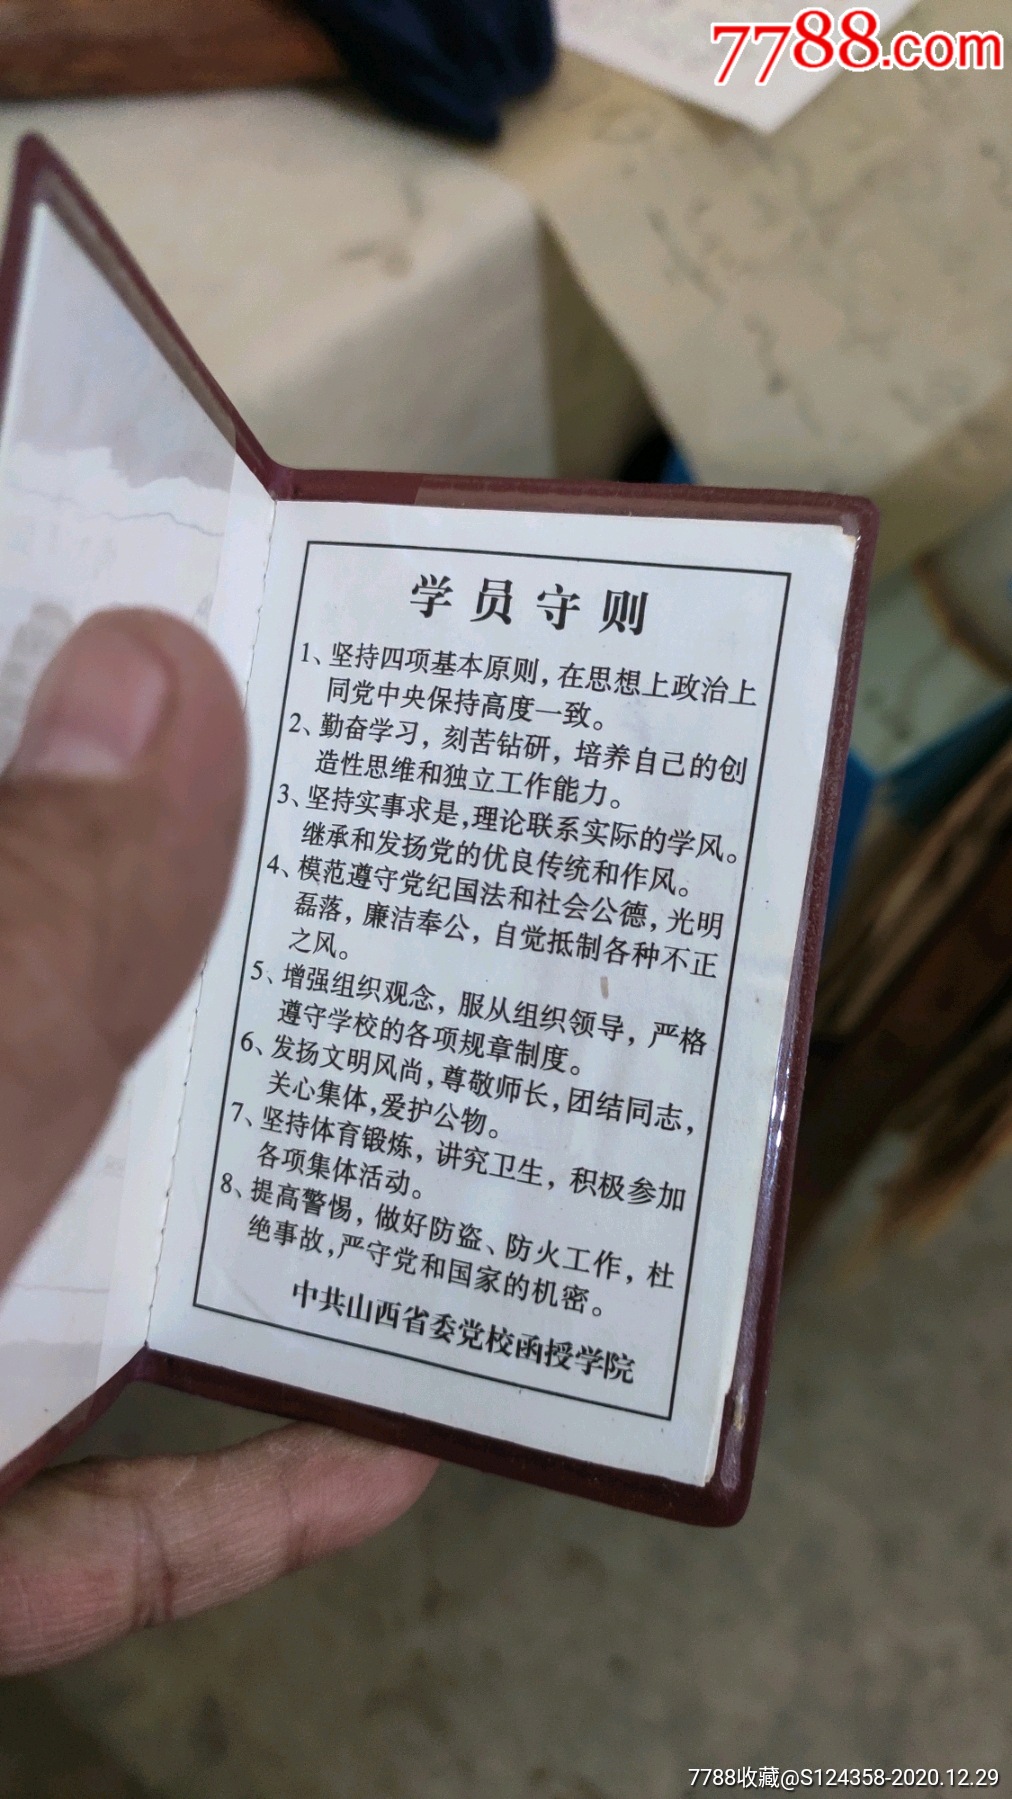 7788.com
学员守则
1、坚持四项基本原则，在思想上政治上
同党中央保持高度一致。
2、勤奋学习，刻苦钻研，培养自己的创
造性思维和独立工作能力。
3、坚持实事求是，理论联系实际的学风。
继承和发扬党的优良传统和作风。
4、模范遵守党纪国法和社会公德，光明
磊落，廉洁奉公，自觉抵制各种不正
之风。
5、增强组织观念，服从组织领导，严格
遵守学校的各项规章制度。
6、发扬文明风尚，尊敬师长，团结同志，
关心集体，爱护公物。
7、坚持体育锻炼，讲究卫生，积极参加
各项集体活动。
8、提高警惕，做好防盗、防火工作，杜
绝事故，严守党和国家的机密。
中共山西省委党校函授学院
7788收藏@S124358-2020.12.29